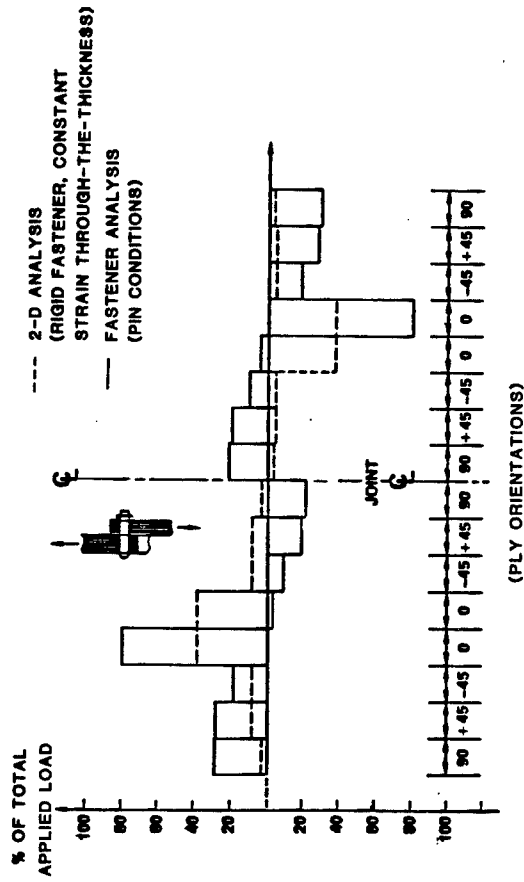 % OF TOTAL
APPLIED LOAD
--- 2-D ANALYSIS
(RIGID FASTENER, CONSTANT
STRAIN THROUGH-THE-THICKNESS)
— FASTENER ANALYSIS
(PIN CONDITIONS)
100
80
60
40
20
20
40
60
80
100
℄
JOINT
℄
90 +45 -45 0 0 -45 +45 90 90 +45 -45 0 0 -45 +45 90
(PLY ORIENTATIONS)